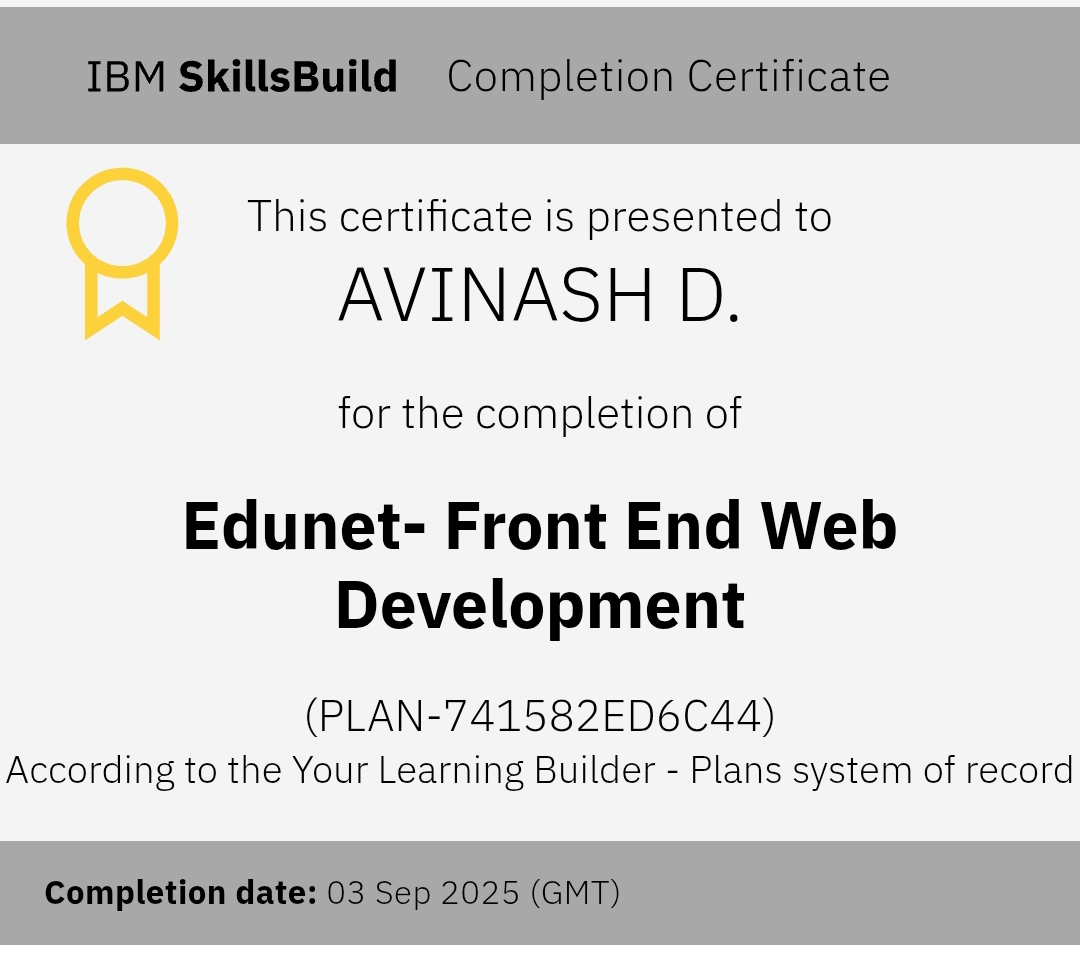 IBM SkillsBuild Completion Certificate
This certificate is presented to
AVINASH D.
for the completion of
Edunet- Front End Web
Development
(PLAN-741582ED6C44)
According to the Your Learning Builder - Plans system of record
Completion date: 03 Sep 2025 (GMT)